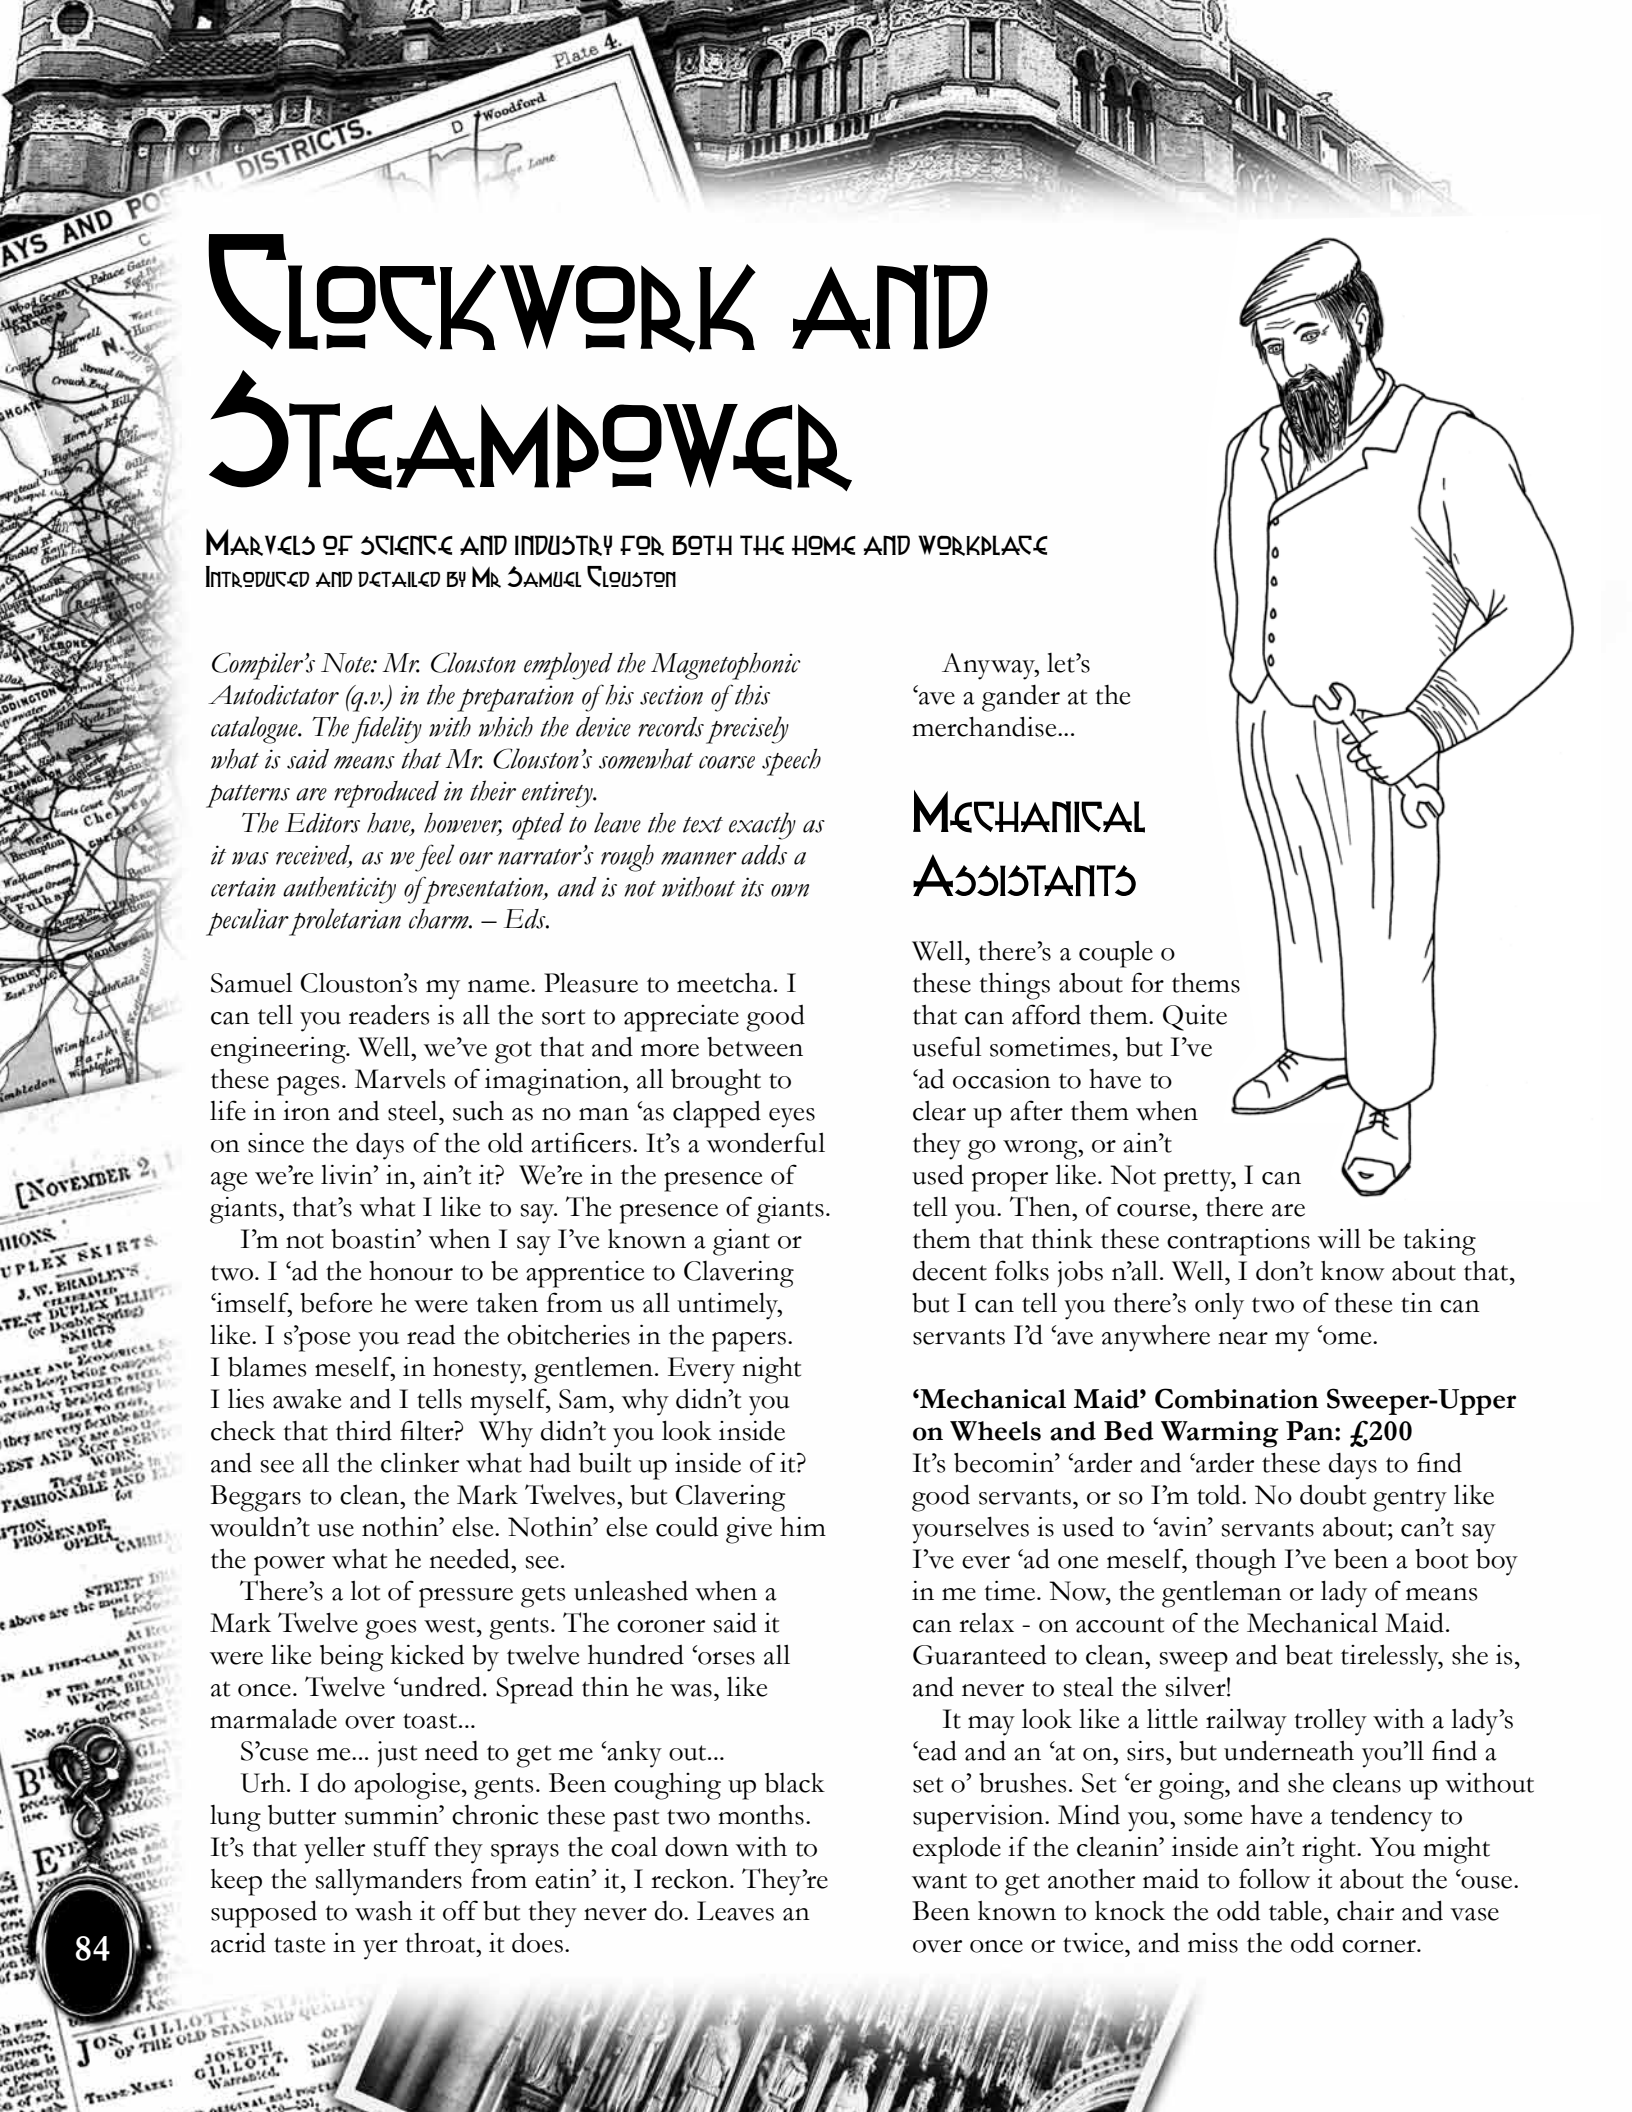 Plate 4.
D Woodford
DISTRICTS.
AYS AND PO
C
Clockwork and
Steampower
Marvels of science and industry for both the home and workplace
Introduced and detailed by Mr Samuel Clouston
Compiler’s Note: Mr. Clouston employed the Magnetophonic
Autodictator (q.v.) in the preparation of his section of this
catalogue. The fidelity with which the device records precisely
what is said means that Mr. Clouston’s somewhat coarse speech
patterns are reproduced in their entirety.
The Editors have, however, opted to leave the text exactly as
it was received, as we feel our narrator’s rough manner adds a
certain authenticity of presentation, and is not without its own
peculiar proletarian charm. – Eds.
Samuel Clouston’s my name. Pleasure to meetcha. I
can tell you readers is all the sort to appreciate good
engineering. Well, we’ve got that and more between
these pages. Marvels of imagination, all brought to
life in iron and steel, such as no man ‘as clapped eyes
on since the days of the old artificers. It’s a wonderful
age we’re livin’ in, ain’t it?  We’re in the presence of
giants, that’s what I like to say. The presence of giants.
I’m not boastin’ when I say I’ve known a giant or
two. I ‘ad the honour to be apprentice to Clavering
‘imself, before he were taken from us all untimely,
like. I s’pose you read the obitcheries in the papers.
I blames meself, in honesty, gentlemen. Every night
I lies awake and I tells myself, Sam, why didn’t you
check that third filter?  Why didn’t you look inside
and see all the clinker what had built up inside of it?
Beggars to clean, the Mark Twelves, but Clavering
wouldn’t use nothin’ else. Nothin’ else could give him
the power what he needed, see.
There’s a lot of pressure gets unleashed when a
Mark Twelve goes west, gents. The coroner said it
were like being kicked by twelve hundred ‘orses all
at once. Twelve ‘undred. Spread thin he was, like
marmalade over toast...
S’cuse me... just need to get me ‘anky out...
Urh. I do apologise, gents. Been coughing up black
lung butter summin’ chronic these past two months.
It’s that yeller stuff they sprays the coal down with to
keep the sallymanders from eatin’ it, I reckon. They’re
supposed to wash it off but they never do. Leaves an
acrid taste in yer throat, it does.
Anyway, let’s
‘ave a gander at the
merchandise...
Mechanical
Assistants
Well, there’s a couple o
these things about for thems
that can afford them. Quite
useful sometimes, but I’ve
‘ad occasion to have to
clear up after them when
they go wrong, or ain’t
used proper like. Not pretty, I can
tell you. Then, of course, there are
them that think these contraptions will be taking
decent folks jobs n’all. Well, I don’t know about that,
but I can tell you there’s only two of these tin can
servants I’d ‘ave anywhere near my ‘ome.
‘Mechanical Maid’ Combination Sweeper-Upper
on Wheels and Bed Warming Pan: £200
It’s becomin’ ‘arder and ‘arder these days to find
good servants, or so I’m told. No doubt gentry like
yourselves is used to ‘avin’ servants about; can’t say
I’ve ever ‘ad one meself, though I’ve been a boot boy
in me time. Now, the gentleman or lady of means
can relax - on account of the Mechanical Maid.
Guaranteed to clean, sweep and beat tirelessly, she is,
and never to steal the silver!
It may look like a little railway trolley with a lady’s
‘ead and an ‘at on, sirs, but underneath you’ll find a
set o’ brushes. Set ‘er going, and she cleans up without
supervision. Mind you, some have a tendency to
explode if the cleanin’ inside ain’t right. You might
want to get another maid to follow it about the ‘ouse.
Been known to knock the odd table, chair and vase
over once or twice, and miss the odd corner.
[NOVEMBER 2,
J. W. BRADLEY'S
84
JOS. GILLOTT'S
OF THE OLD STANDARD QUALI
JOSEPH
GILLOTT,
Warranted.
TRADE MARK: